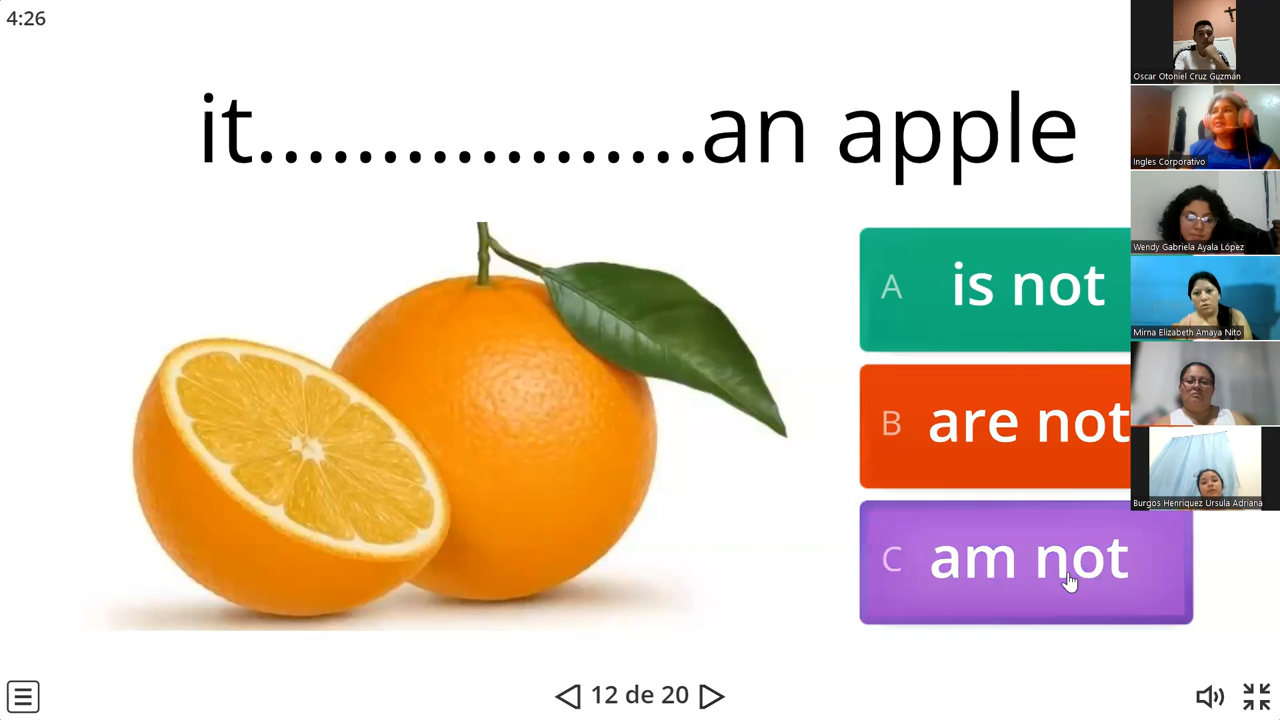 4:26
it.................an apple
A is not
B are not
C am not
12 de 20
Oscar Otoniel Cruz Guzmán
Ingles Corporativo
Wendy Gabriela Ayala López
Mirna Elizabeth Amaya Nito
Burgos Henriquez Ursula Adriana